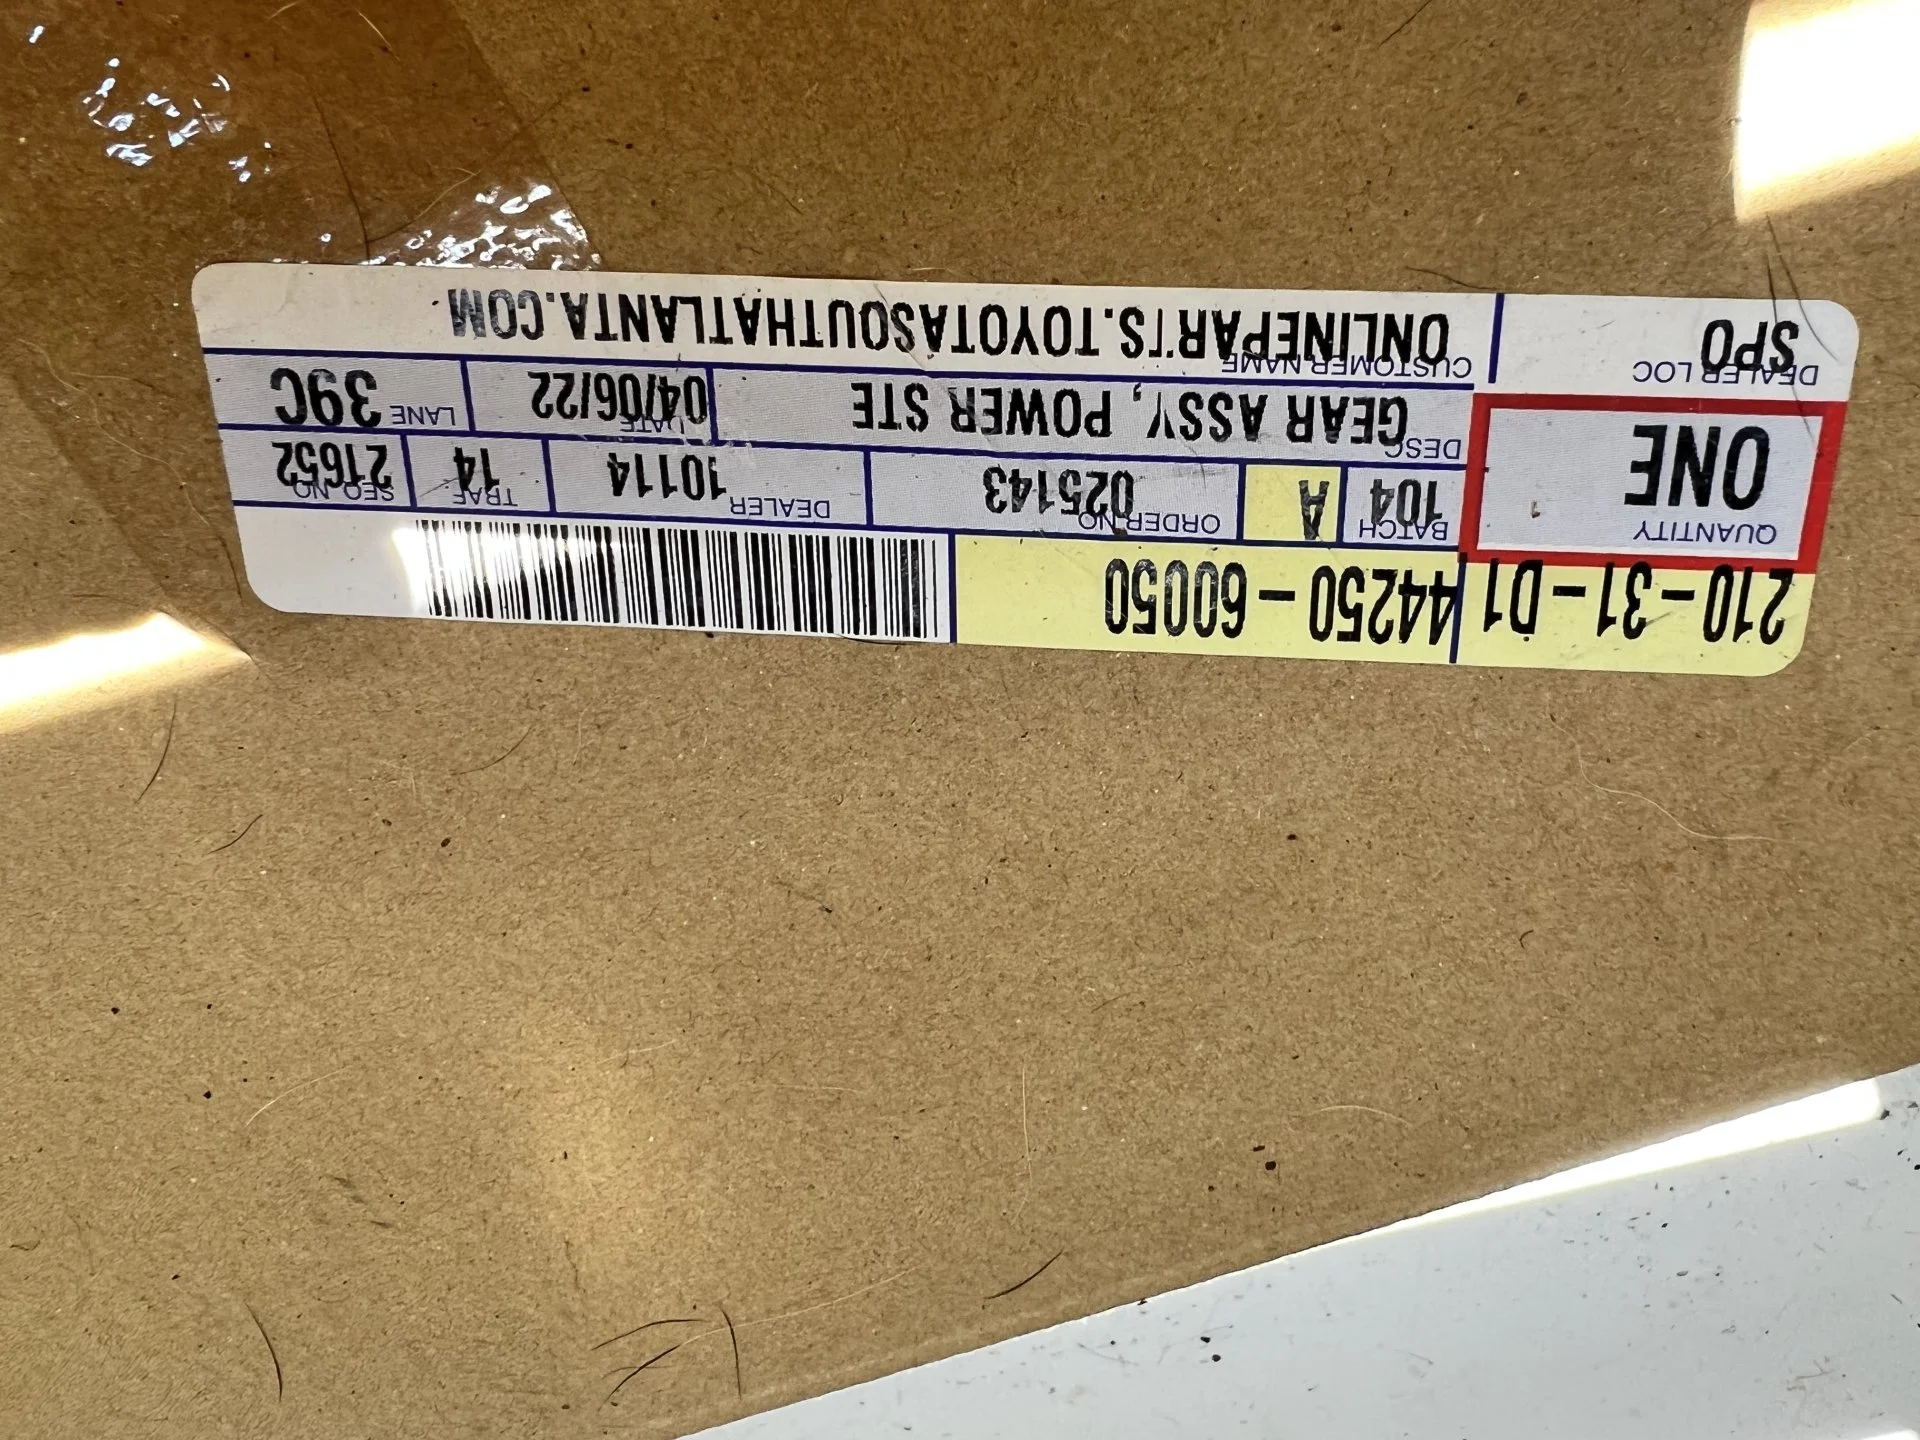 210-31-D1 44250-60050
QUANTITY ONE BATCH 104 A ORDER NO 025143 DEALER 10114 TRAF 14 SEQ. NO 21652
DESC GEAR ASSY, POWER STE DATE 04/06/22 LANE 39C
DEALER LOC SPO CUSTOMER NAME ONLINEPARTS.TOYOTASOUTHATLANTA.COM